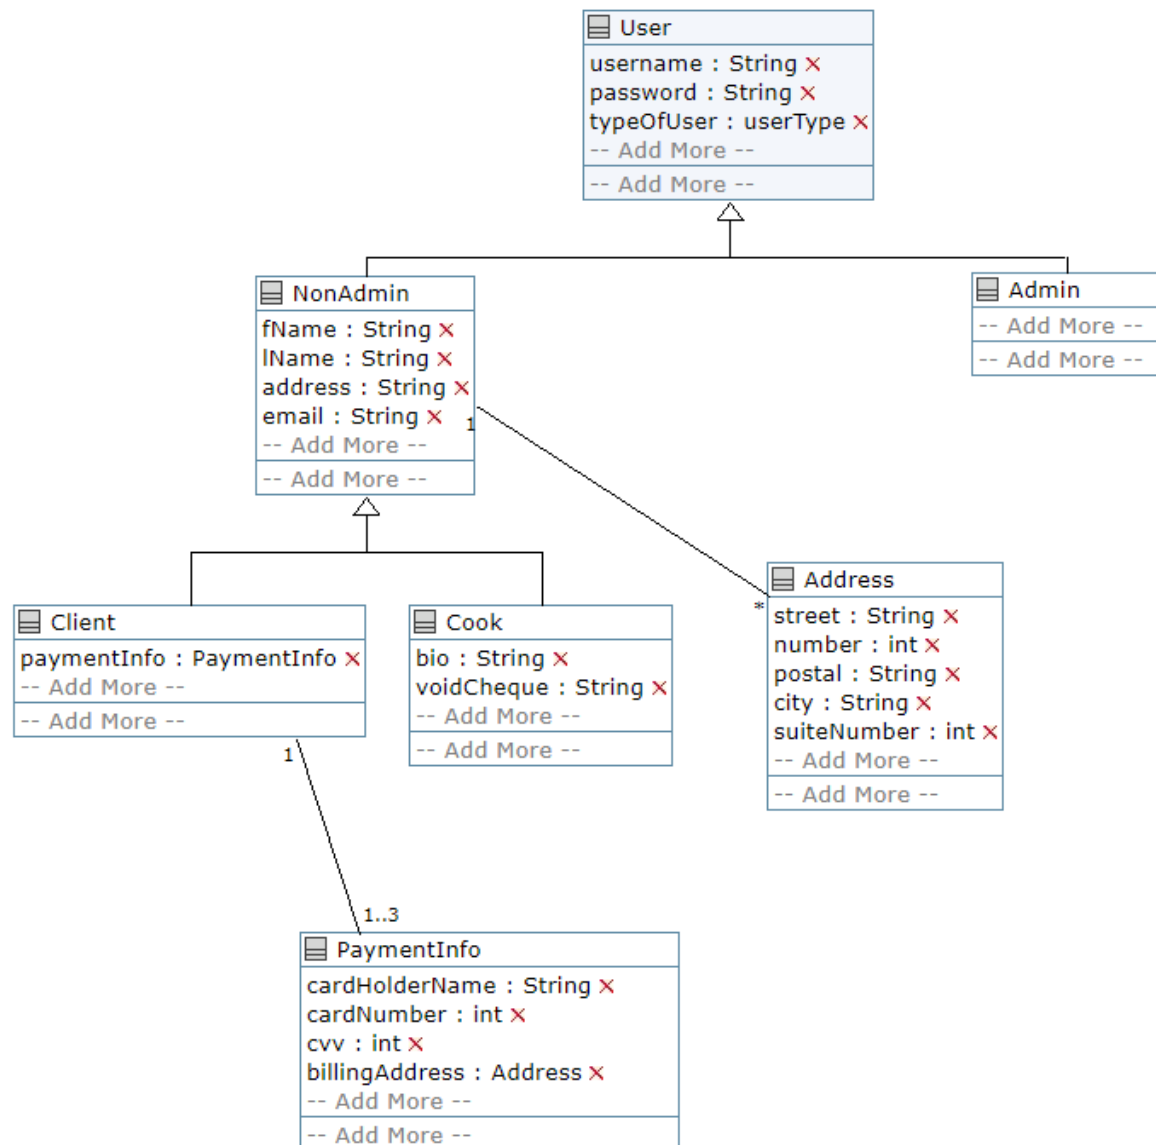 User
username : String
password : String
typeOfUser : userType
-- Add More --
-- Add More --
NonAdmin
fName : String
lName : String
address : String
email : String
-- Add More --
-- Add More --
1
Admin
-- Add More --
-- Add More --
Client
paymentInfo : PaymentInfo
-- Add More --
-- Add More --
1
Cook
bio : String
voidCheque : String
-- Add More --
-- Add More --
*
Address
street : String
number : int
postal : String
city : String
suiteNumber : int
-- Add More --
-- Add More --
1..3
PaymentInfo
cardHolderName : String
cardNumber : int
cvv : int
billingAddress : Address
-- Add More --
-- Add More --